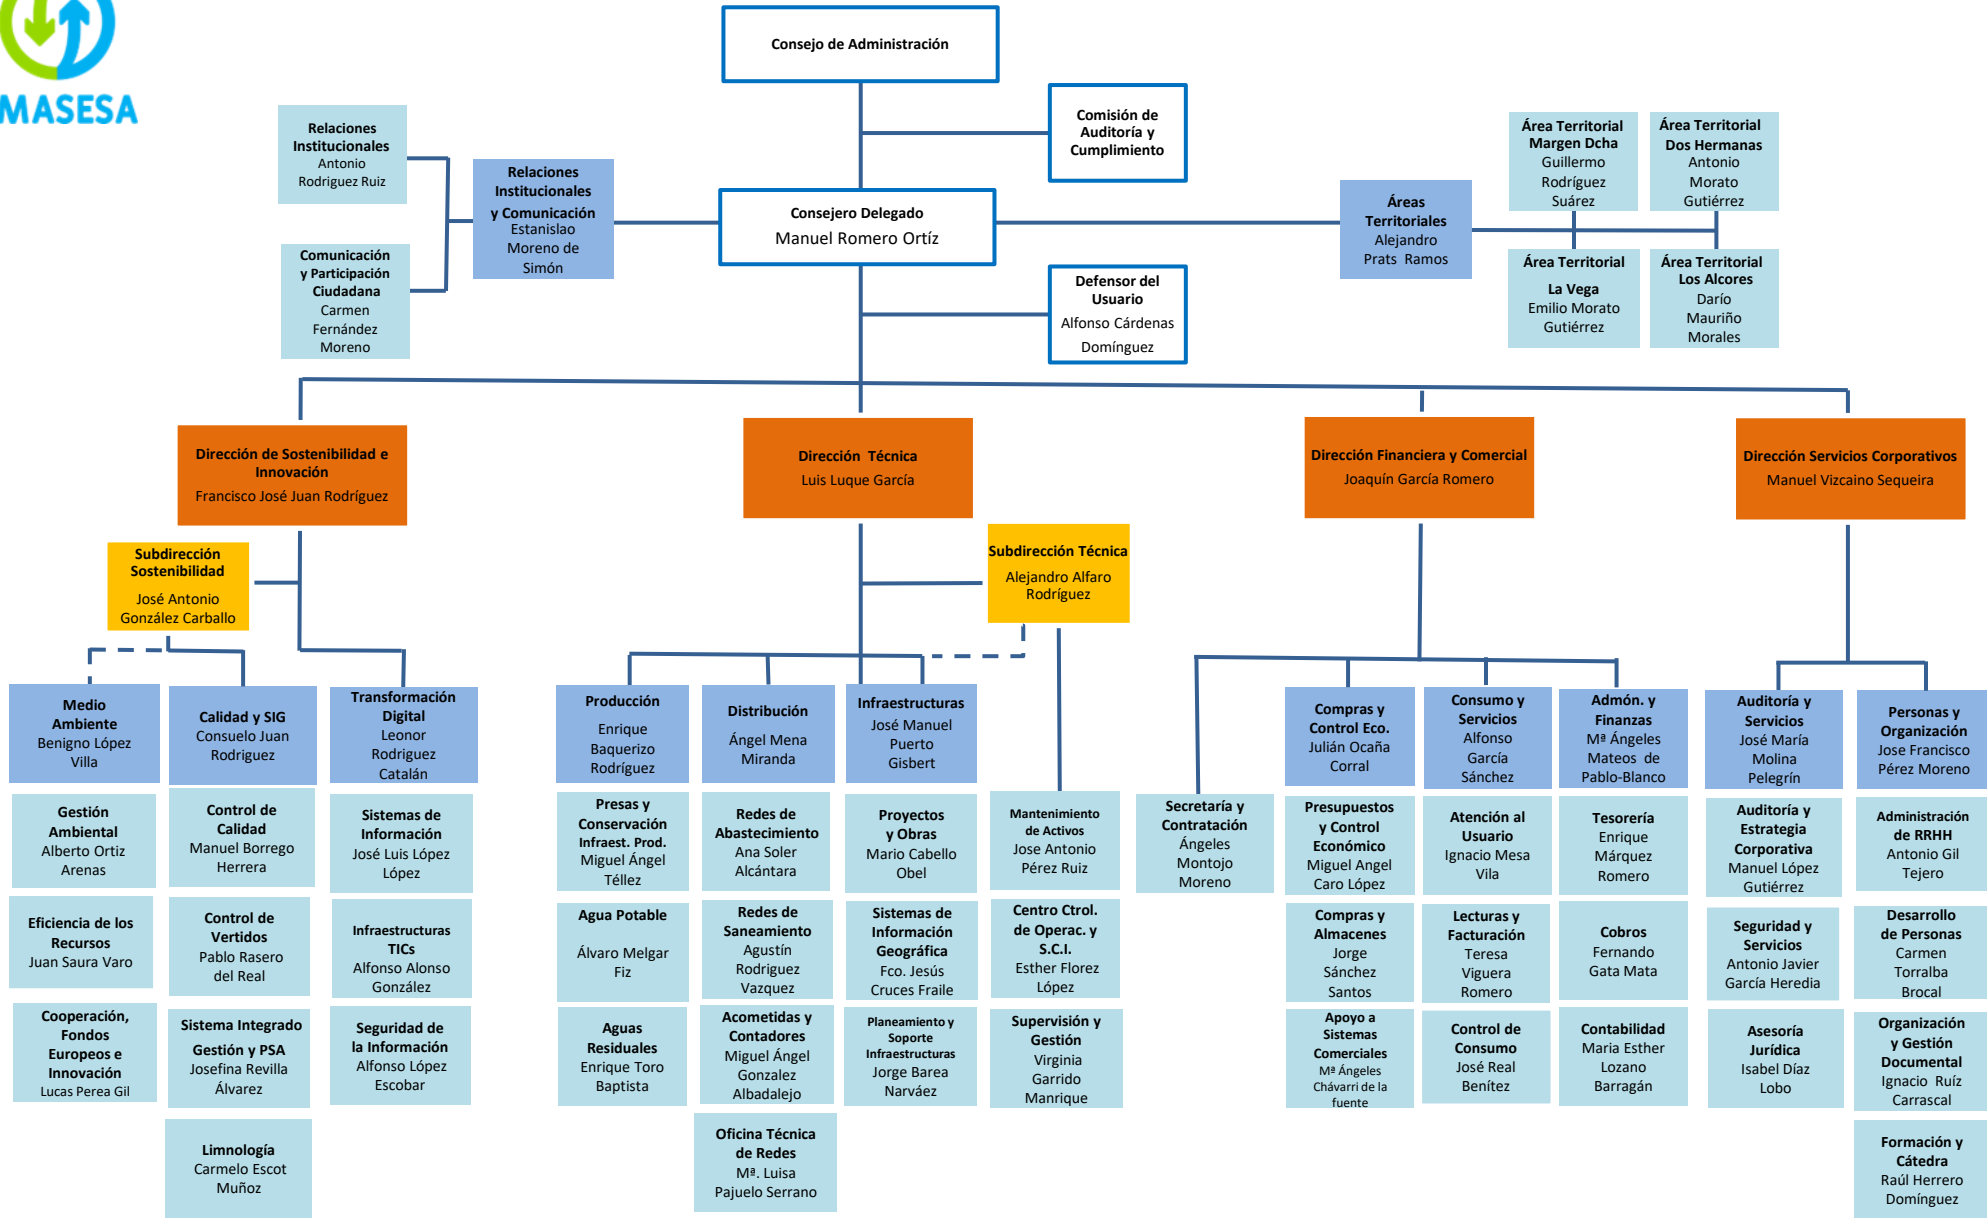 MASESA
Consejo de Administración
Comisión de
Auditoría y
Cumplimiento
Relaciones
Institucionales
Antonio
Rodriguez Ruiz
Relaciones
Institucionales
y Comunicación
Estanislao
Moreno de
Simón
Comunicación
y Participación
Ciudadana
Carmen
Fernández
Moreno
Consejero Delegado
Manuel Romero Ortíz
Defensor del
Usuario
Alfonso Cárdenas
Domínguez
Áreas
Territoriales
Alejandro
Prats Ramos
Área Territorial
Margen Dcha
Guillermo
Rodríguez
Suárez
Área Territorial
Dos Hermanas
Antonio
Morato
Gutiérrez
Área Territorial
La Vega
Emilio Morato
Gutiérrez
Área Territorial
Los Alcores
Darío
Mauriño
Morales
Dirección de Sostenibilidad e
Innovación
Francisco José Juan Rodríguez
Dirección Técnica
Luis Luque García
Dirección Financiera y Comercial
Joaquín García Romero
Dirección Servicios Corporativos
Manuel Vizcaino Sequeira
Subdirección
Sostenibilidad
José Antonio
González Carballo
Subdirección Técnica
Alejandro Alfaro
Rodríguez
Medio
Ambiente
Benigno López
Villa
Calidad y SIG
Consuelo Juan
Rodriguez
Transformación
Digital
Leonor
Rodriguez
Catalán
Producción
Enrique
Baquerizo
Rodríguez
Distribución
Ángel Mena
Miranda
Infraestructuras
José Manuel
Puerto
Gisbert
Compras y
Control Eco.
Julián Ocaña
Corral
Consumo y
Servicios
Alfonso
García
Sánchez
Admón. y
Finanzas
Mª Ángeles
Mateos de
Pablo-Blanco
Auditoría y
Servicios
José María
Molina
Pelegrín
Personas y
Organización
Jose Francisco
Pérez Moreno
Gestión
Ambiental
Alberto Ortiz
Arenas
Control de
Calidad
Manuel Borrego
Herrera
Sistemas de
Información
José Luis López
López
Presas y
Conservación
Infraest. Prod.
Miguel Ángel
Téllez
Redes de
Abastecimiento
Ana Soler
Alcántara
Proyectos
y Obras
Mario Cabello
Obel
Mantenimiento
de Activos
Jose Antonio
Pérez Ruiz
Secretaría y
Contratación
Ángeles
Montojo
Moreno
Presupuestos
y Control
Económico
Miguel Angel
Caro López
Atención al
Usuario
Ignacio Mesa
Vila
Tesorería
Enrique
Márquez
Romero
Auditoría y
Estrategia
Corporativa
Manuel López
Gutiérrez
Administración
de RRHH
Antonio Gil
Tejero
Eficiencia de los
Recursos
Juan Saura Varo
Control de
Vertidos
Pablo Rasero
del Real
Infraestructuras
TICs
Alfonso Alonso
González
Agua Potable
Álvaro Melgar
Fiz
Redes de
Saneamiento
Agustín
Rodriguez
Vazquez
Sistemas de
Información
Geográfica
Fco. Jesús
Cruces Fraile
Centro Ctrol.
de Operac. y
S.C.I.
Esther Florez
López
Compras y
Almacenes
Jorge
Sánchez
Santos
Lecturas y
Facturación
Teresa
Viguera
Romero
Cobros
Fernando
Gata Mata
Seguridad y
Servicios
Antonio Javier
García Heredia
Desarrollo
de Personas
Carmen
Torralba
Brocal
Cooperación,
Fondos
Europeos e
Innovación
Lucas Perea Gil
Sistema Integrado
Gestión y PSA
Josefina Revilla
Álvarez
Seguridad de
la Información
Alfonso López
Escobar
Aguas
Residuales
Enrique Toro
Baptista
Acometidas y
Contadores
Miguel Ángel
Gonzalez
Albadalejo
Planeamiento y
Soporte
Infraestructuras
Jorge Barea
Narváez
Supervisión y
Gestión
Virginia
Garrido
Manrique
Apoyo a
Sistemas
Comerciales
Mª Ángeles
Chávarri de la
fuente
Control de
Consumo
José Real
Benítez
Contabilidad
Maria Esther
Lozano
Barragán
Asesoría
Jurídica
Isabel Díaz
Lobo
Organización
y Gestión
Documental
Ignacio Ruíz
Carrascal
Limnología
Carmelo Escot
Muñoz
Oficina Técnica
de Redes
Mª. Luisa
Pajuelo Serrano
Formación y
Cátedra
Raúl Herrero
Domínguez